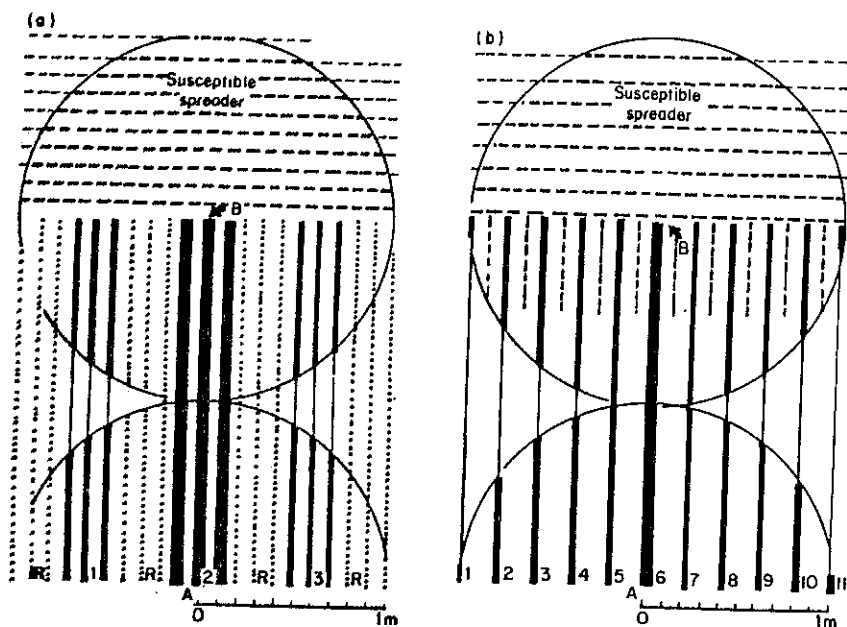 (a)
Susceptible
spreader
B
R 1 R 2 R 3 R
A
0 1m
(b)
Susceptible
spreader
B
1 2 3 4 5 6 7 8 9 10 11
A
0 1m